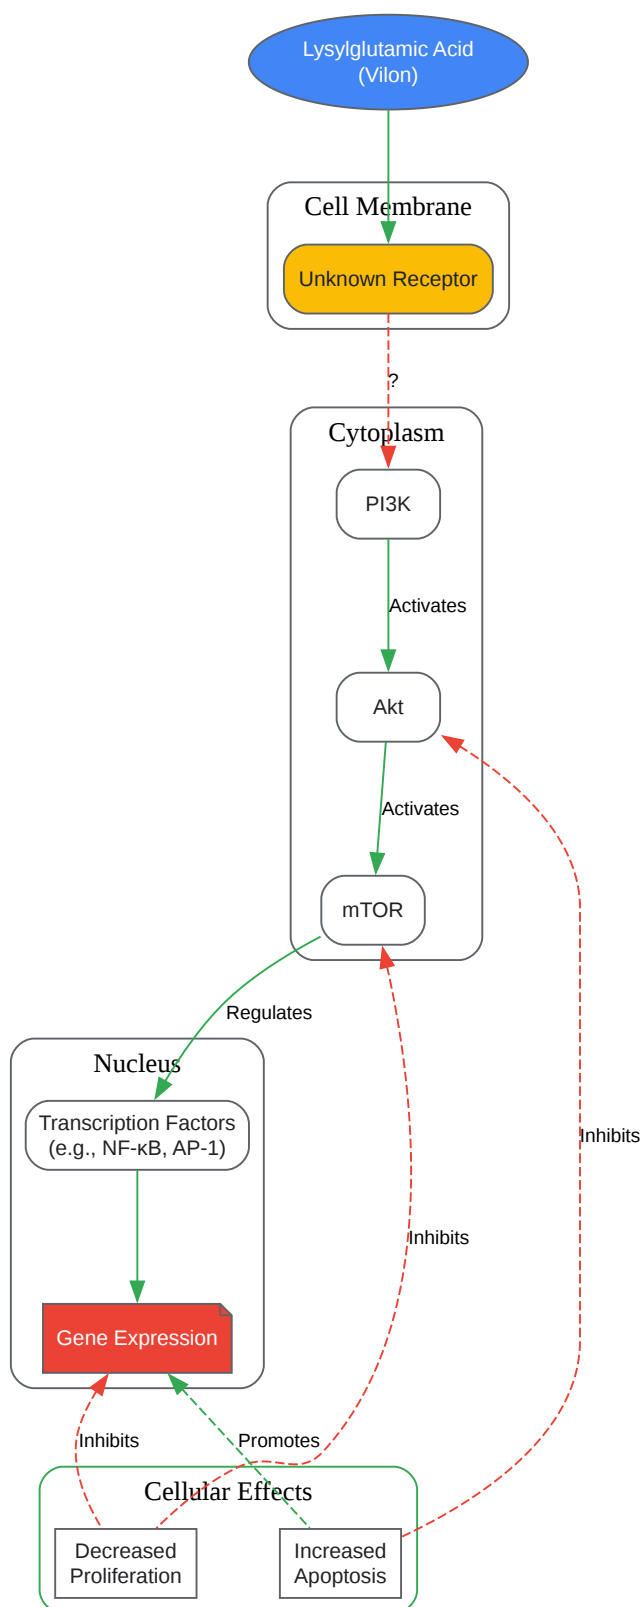 Lysylglutamic Acid
(Vilon)
Cell Membrane
Unknown Receptor
?
Cytoplasm
PI3K
Activates
Akt
Activates
mTOR
Regulates
Nucleus
Transcription Factors
(e.g., NF-κB, AP-1)
Inhibits
Inhibits
Gene Expression
Inhibits
Promotes
Cellular Effects
Decreased
Proliferation
Increased
Apoptosis